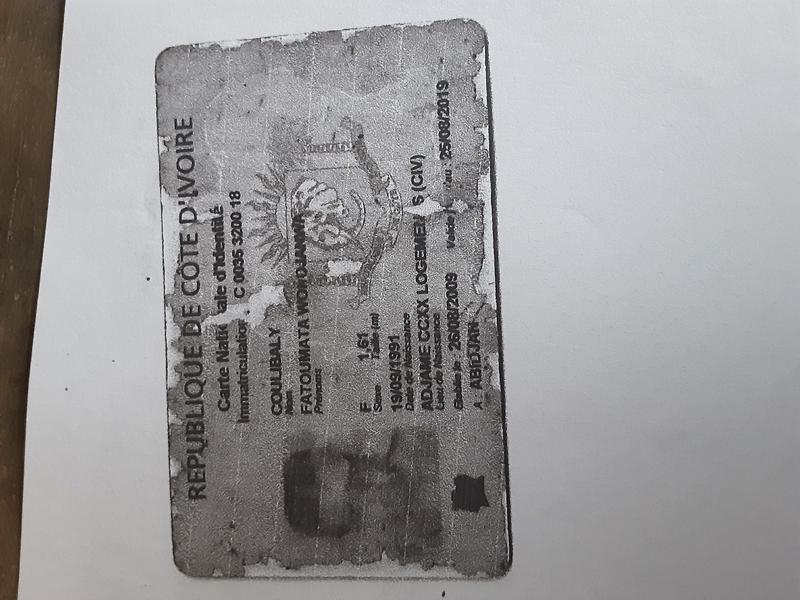 REPUBLIQUE DE CÔTE D'IVOIRE
Carte d'Identité
Immatriculation C 0035 3200 18
COULIBALY
Nom
FATOUMATA
Prénoms
F 1,61
Sexe Taille (m)
19/09/1991
Date de Naissance
ADJAME CCXX (CIV)
Lieu de Naissance
Etablie le 26/08/2009 Valide au 25/08/2019
A ABIDJAN